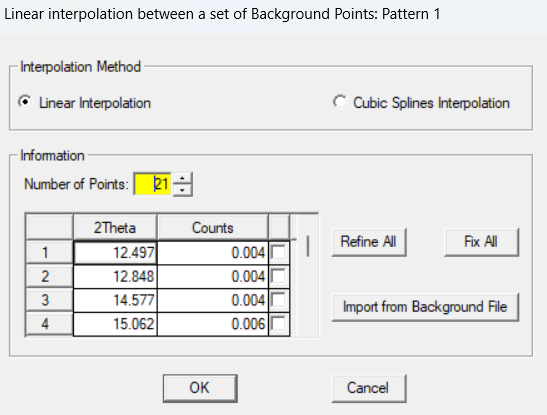 Linear interpolation between a set of Background Points: Pattern 1
Interpolation Method
Linear Interpolation Cubic Splines Interpolation
Information
Number of Points: 21
2Theta Counts
1 12.497 0.004
2 12.848 0.004
3 14.577 0.004
4 15.062 0.006
Refine All Fix All
Import from Background File
OK Cancel